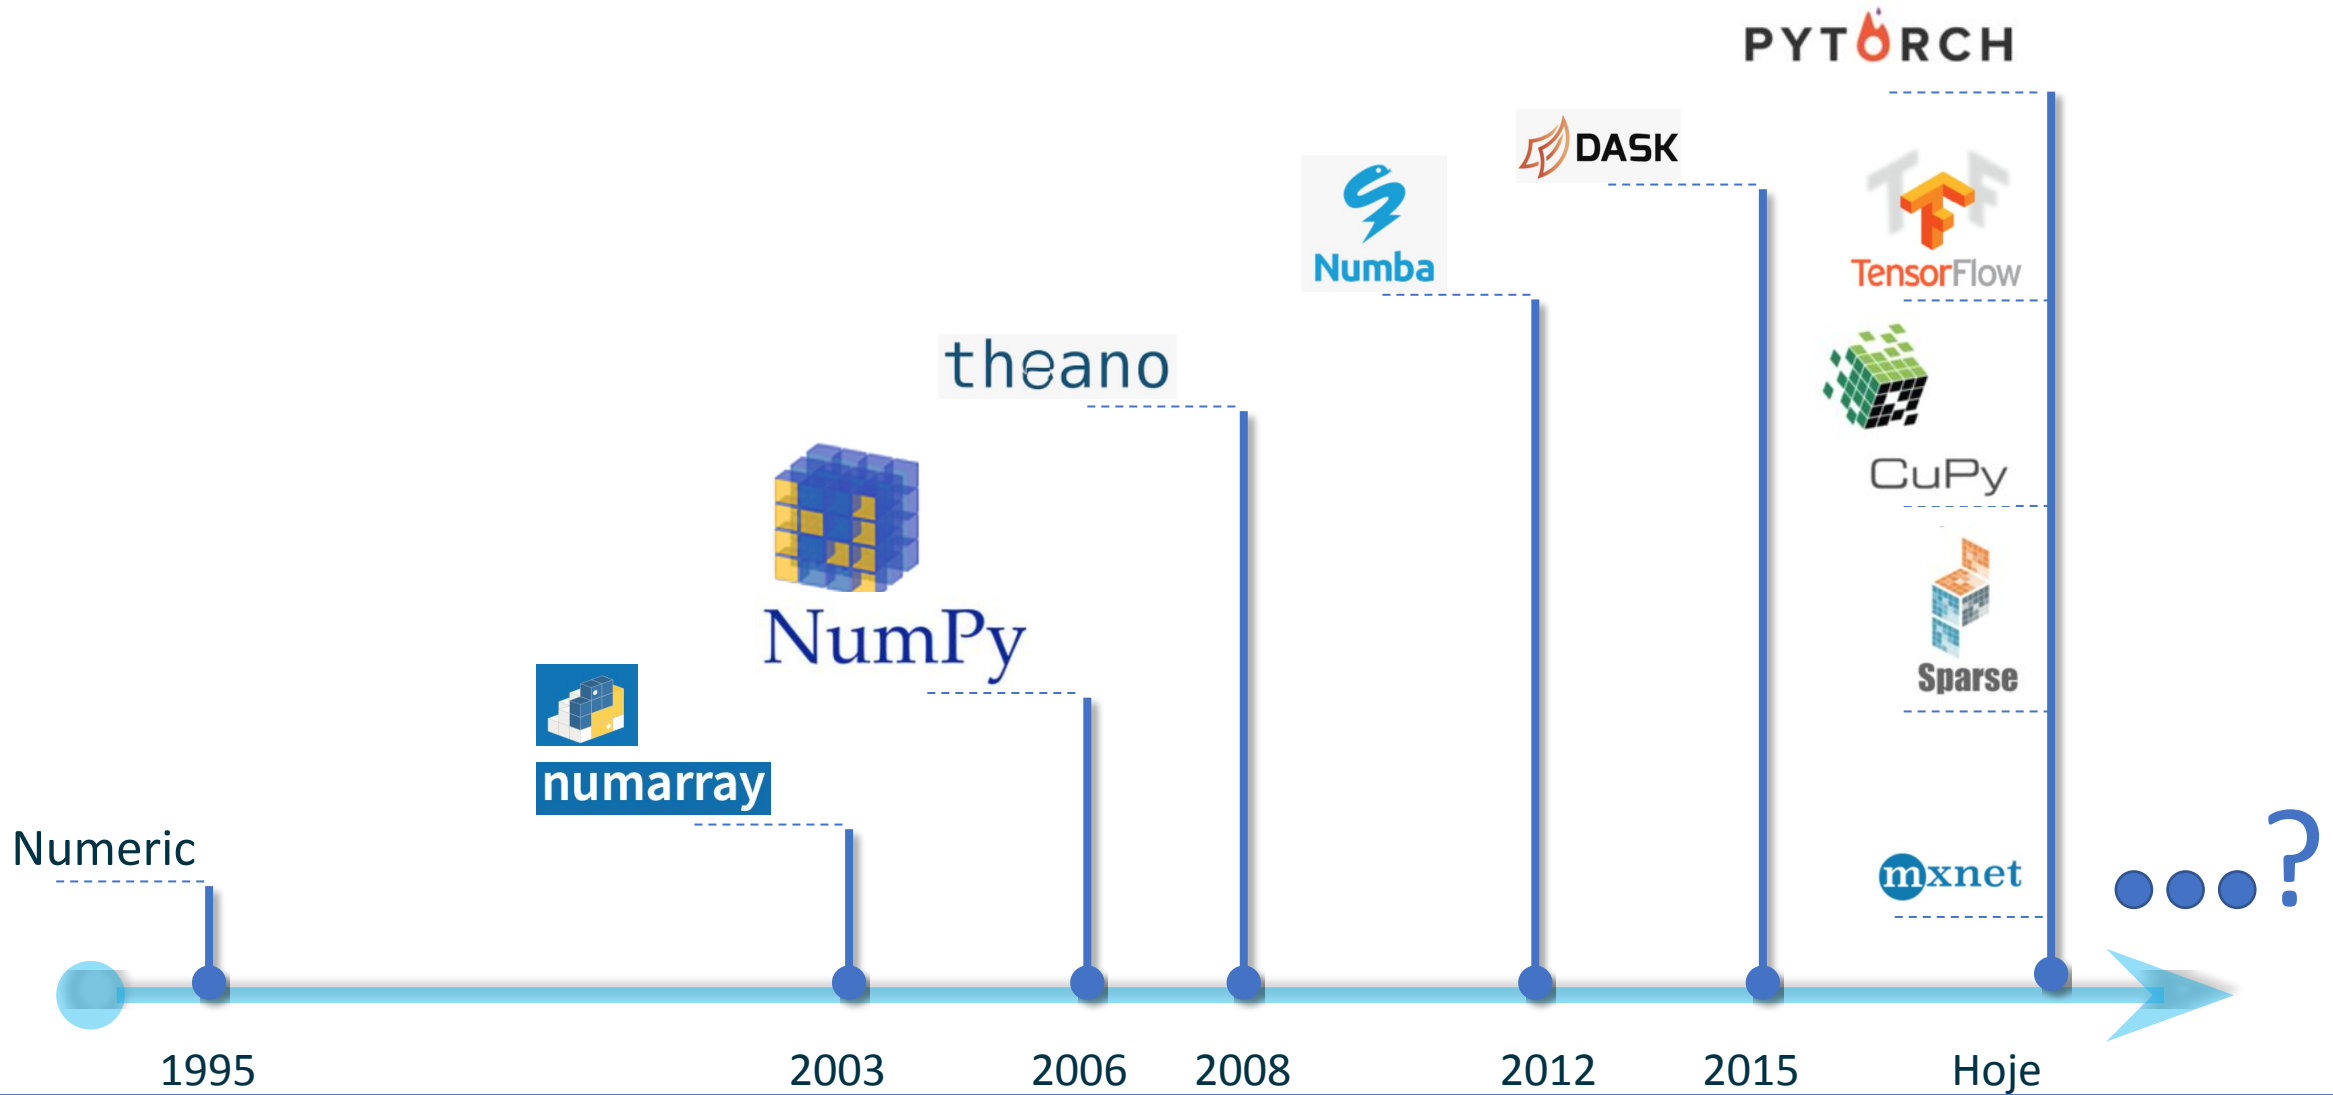 PYTORCH
DASK
Numba
TensorFlow
theano
CuPy
NumPy
Sparse
numarray
Numeric
mxnet
?
1995
2003
2006
2008
2012
2015
Hoje